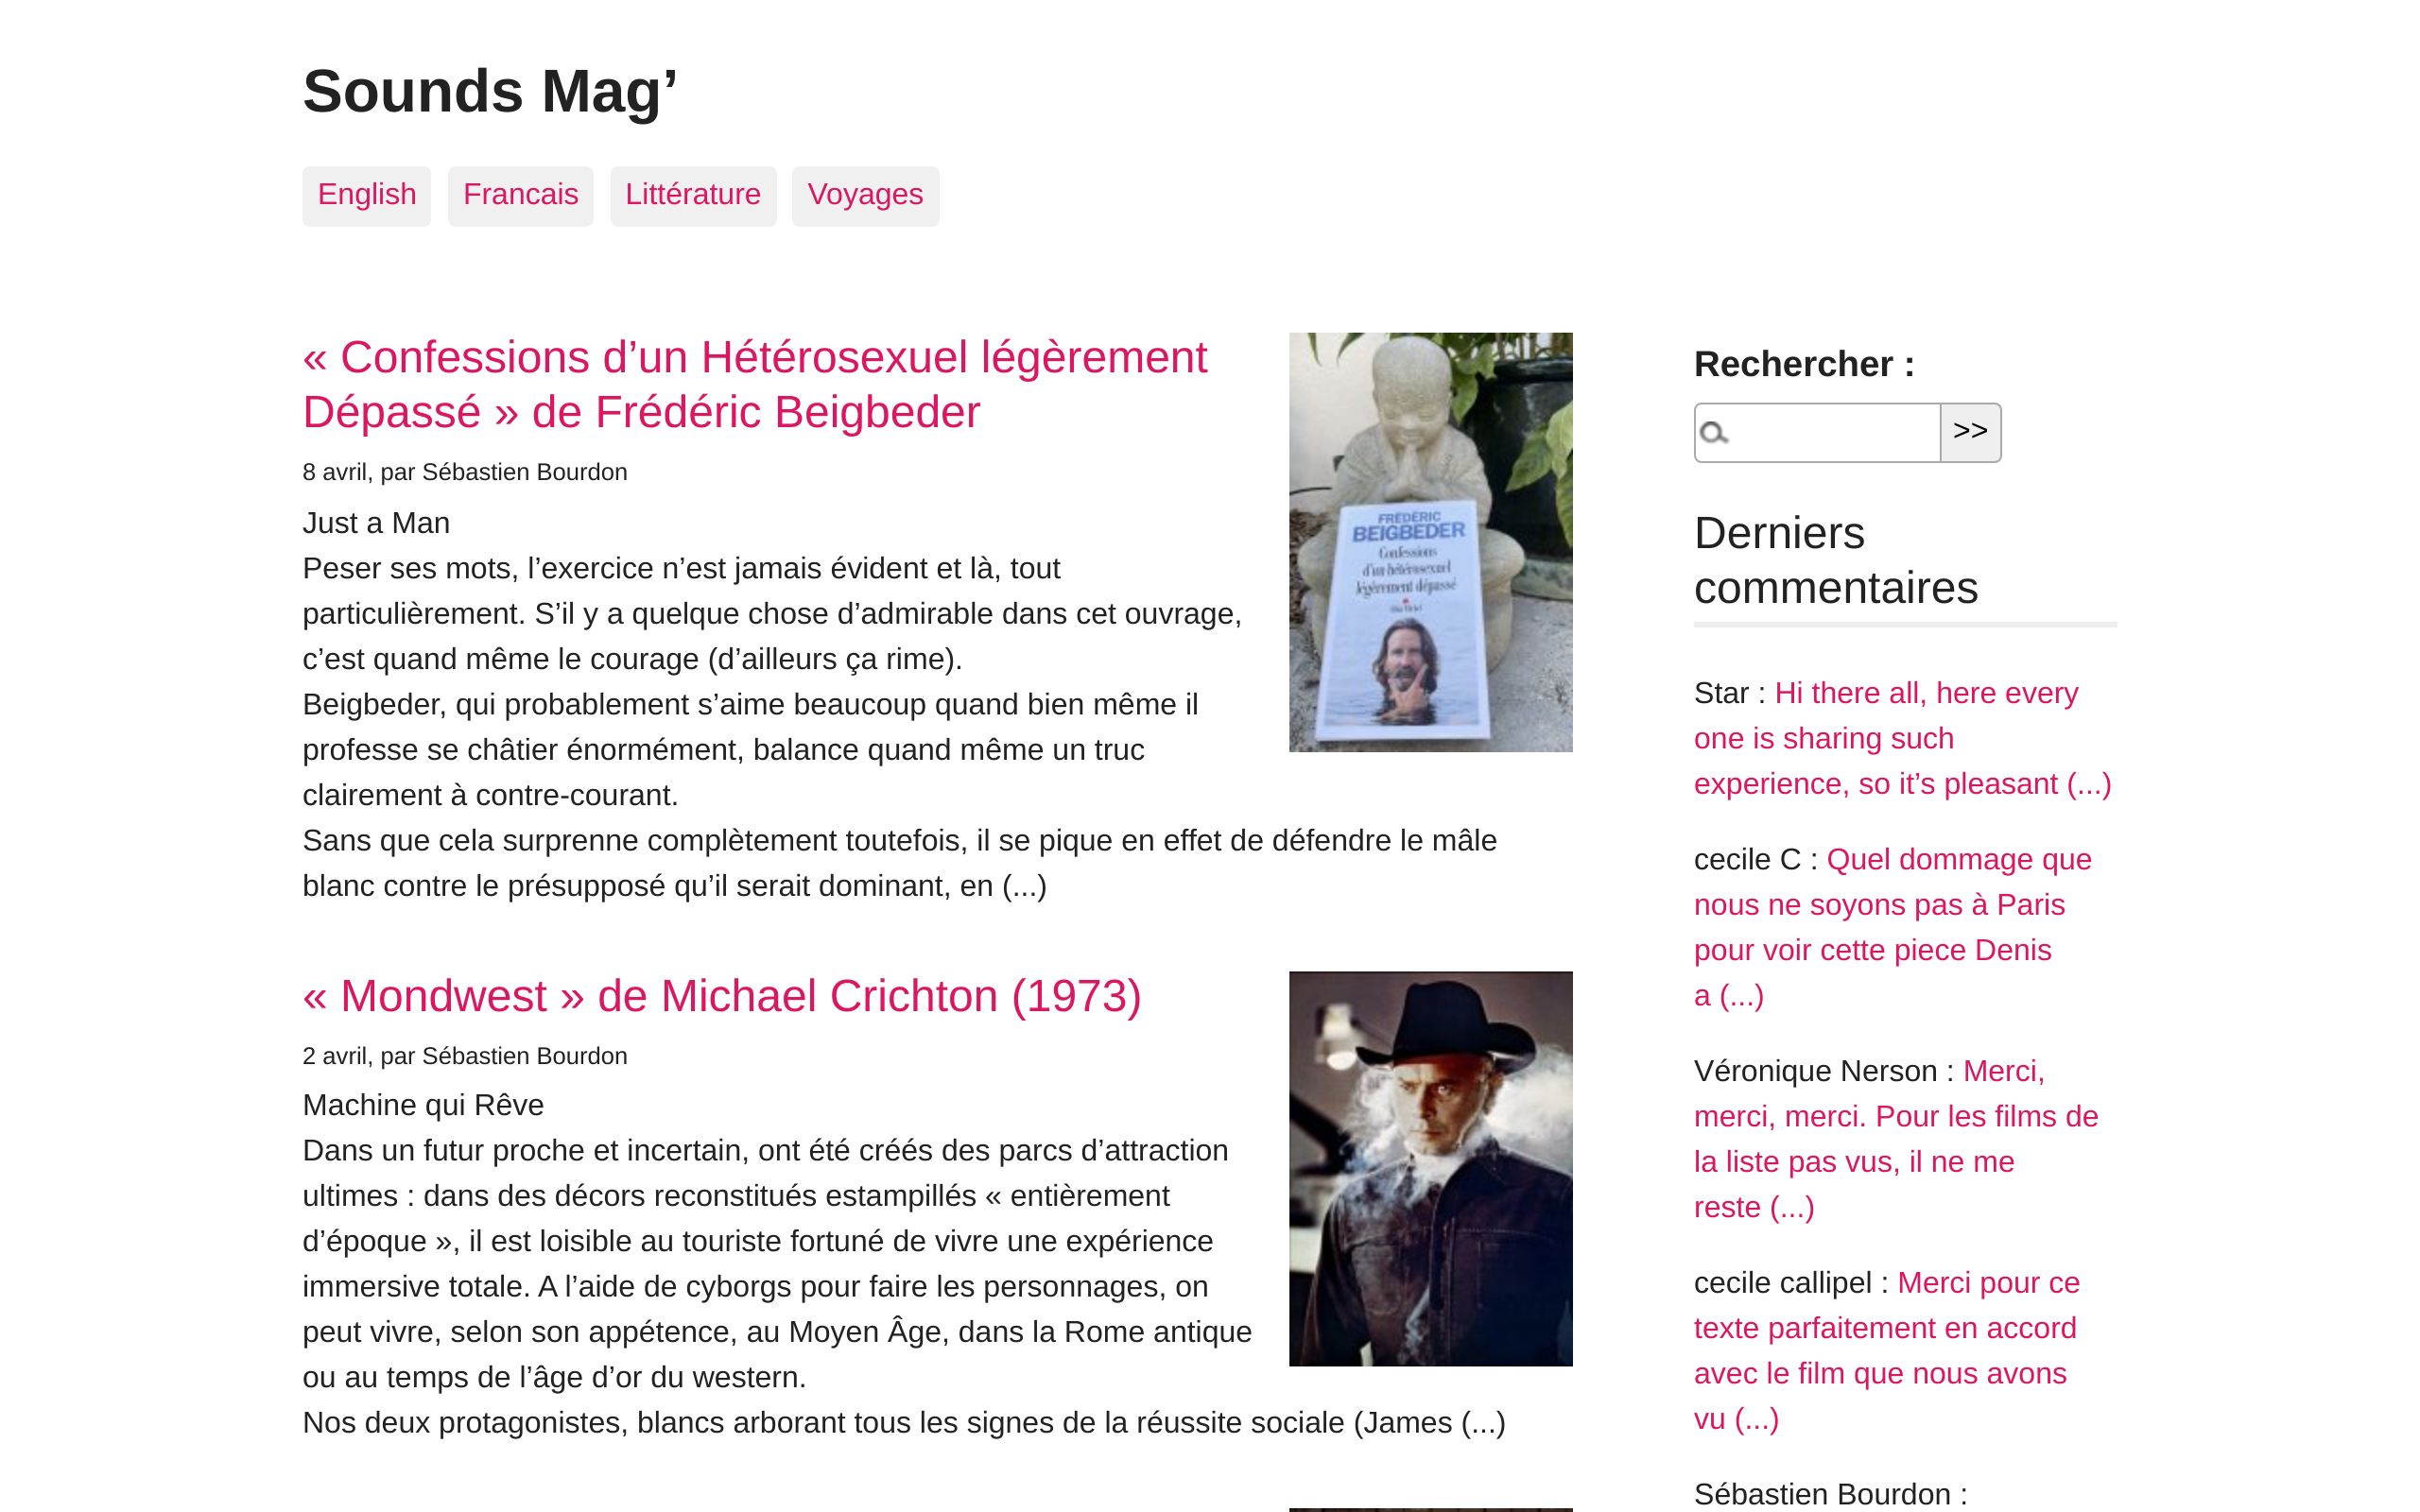 Sounds Mag’
English
Francais
Littérature
Voyages
« Confessions d’un Hétérosexuel légèrement
Dépassé » de Frédéric Beigbeder
8 avril, par Sébastien Bourdon
Just a Man
Peser ses mots, l’exercice n’est jamais évident et là, tout
particulièrement. S’il y a quelque chose d’admirable dans cet ouvrage,
c’est quand même le courage (d’ailleurs ça rime).
Beigbeder, qui probablement s’aime beaucoup quand bien même il
professe se châtier énormément, balance quand même un truc
clairement à contre-courant.
Sans que cela surprenne complètement toutefois, il se pique en effet de défendre le mâle
blanc contre le présupposé qu’il serait dominant, en (...)
FRÉDÉRIC
BEIGBEDER
Confessions
d'un hétérosexuel
légèrement dépassé
« Mondwest » de Michael Crichton (1973)
2 avril, par Sébastien Bourdon
Machine qui Rêve
Dans un futur proche et incertain, ont été créés des parcs d’attraction
ultimes : dans des décors reconstitués estampillés « entièrement
d’époque », il est loisible au touriste fortuné de vivre une expérience
immersive totale. A l’aide de cyborgs pour faire les personnages, on
peut vivre, selon son appétence, au Moyen Âge, dans la Rome antique
ou au temps de l’âge d’or du western.
Nos deux protagonistes, blancs arborant tous les signes de la réussite sociale (James (...)
Rechercher :
>>
Derniers
commentaires
Star : Hi there all, here every
one is sharing such
experience, so it’s pleasant (...)
cecile C : Quel dommage que
nous ne soyons pas à Paris
pour voir cette piece Denis
a (...)
Véronique Nerson : Merci,
merci, merci. Pour les films de
la liste pas vus, il ne me
reste (...)
cecile callipel : Merci pour ce
texte parfaitement en accord
avec le film que nous avons
vu (...)
Sébastien Bourdon :